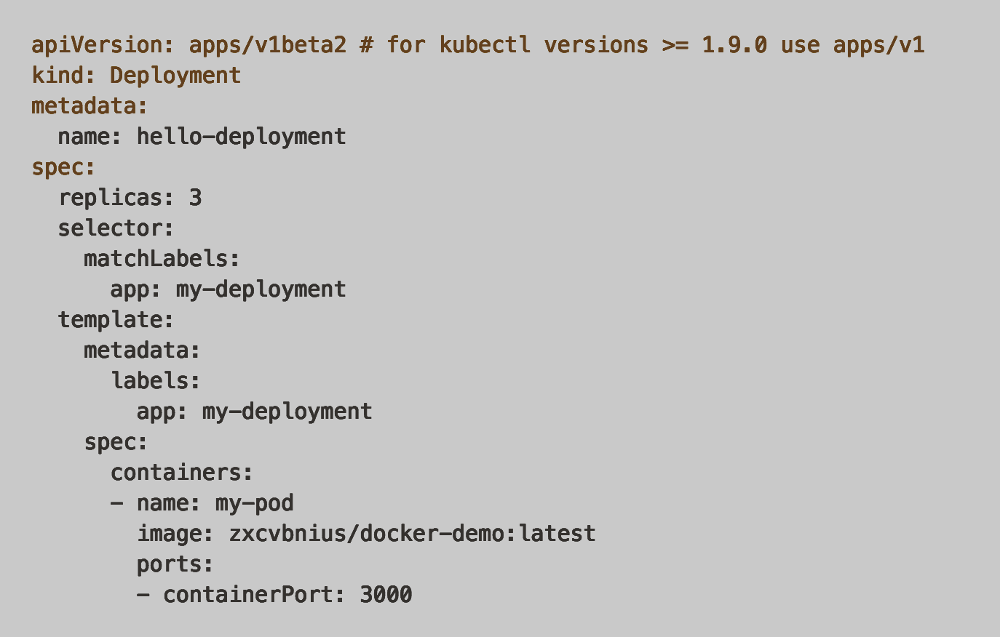 apiVersion: apps/v1beta2 # for kubectl versions >= 1.9.0 use apps/v1
kind: Deployment
metadata:
  name: hello-deployment
spec:
  replicas: 3
  selector:
    matchLabels:
      app: my-deployment
  template:
    metadata:
      labels:
        app: my-deployment
    spec:
      containers:
      - name: my-pod
        image: zxcvbnius/docker-demo:latest
        ports:
        - containerPort: 3000